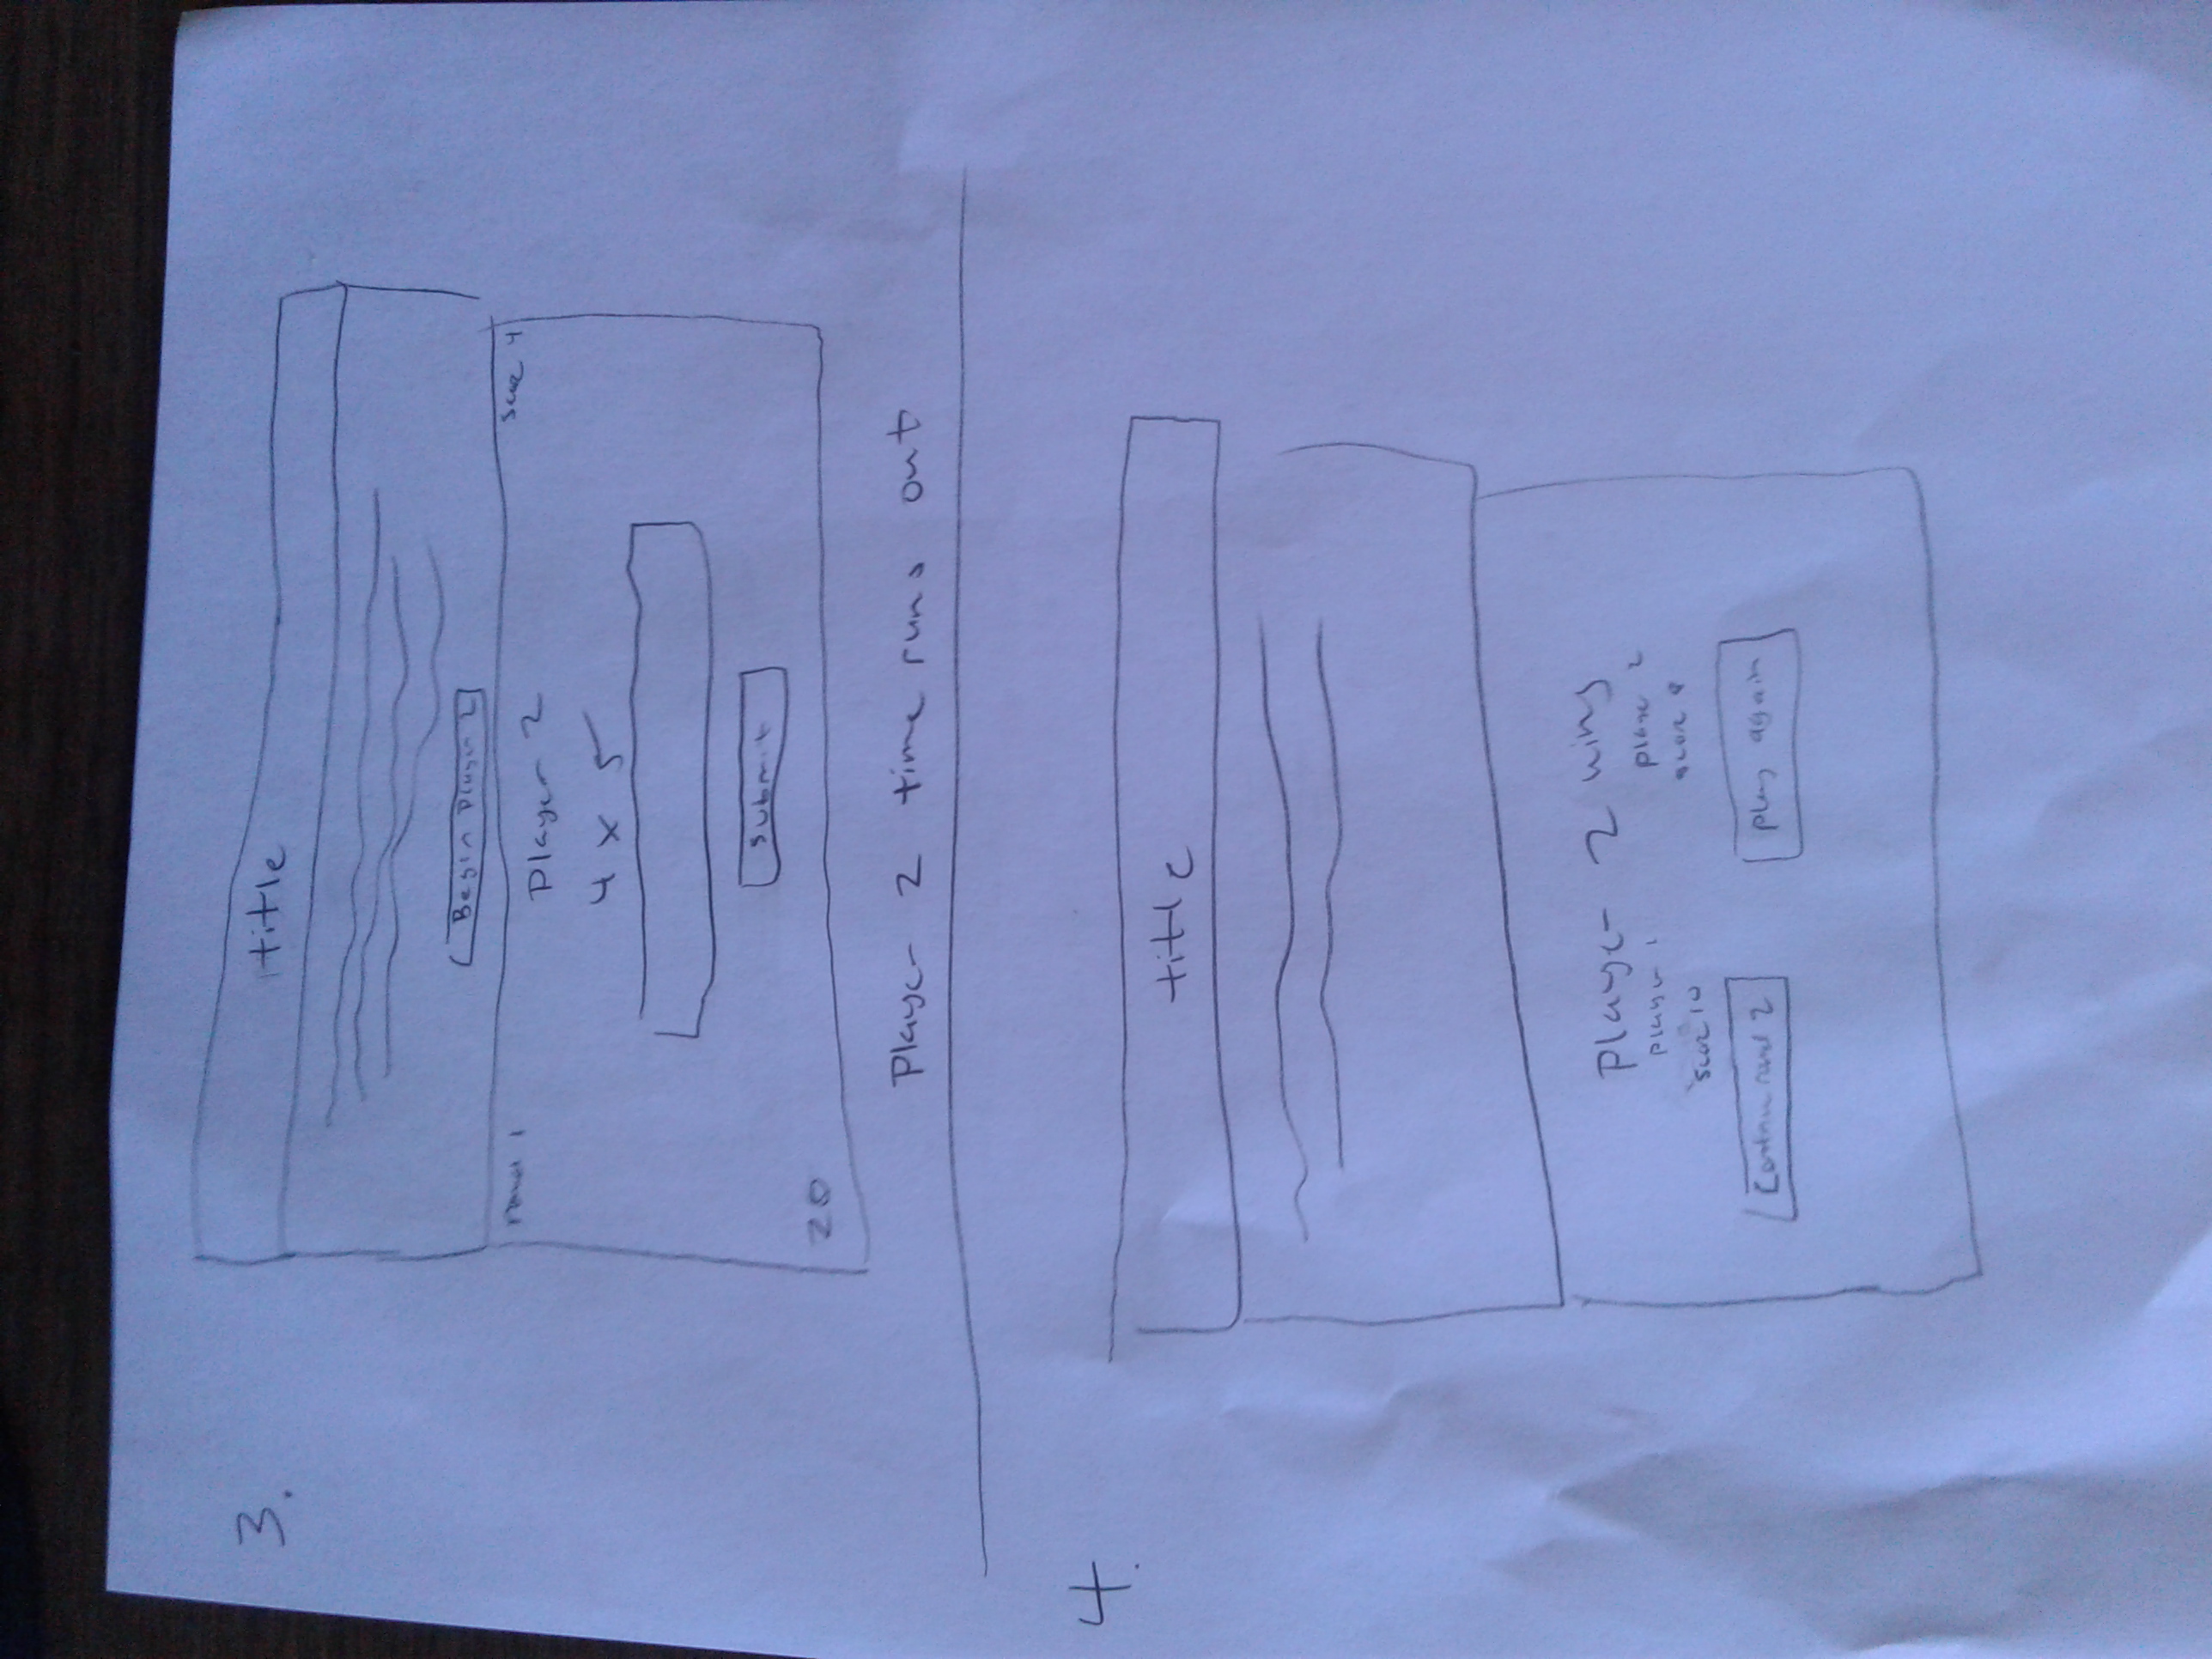 3.
title
Begin Player 2
round 1
Score 4
Player 2
4 x 5
Submit
20
Player 2 time runs out
4.
title
Player 2 wins
player 1
player 2
score 10
score 8
Continue round 2
play again